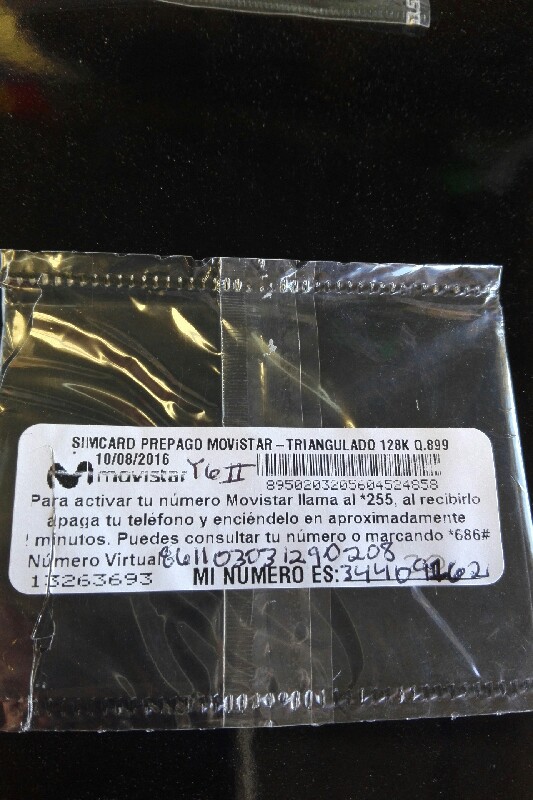 SIMCARD PREPAGO MOViSTAR -TRIANGULADO 128K Q.899
10/08/2016
movistar Y6 II
8950203205604524858
Para activar tu número Movistar llama al *255, al recibirlo
apaga tu teléfono y enciéndelo en aproximadamente
minutos. Puedes consultar tu número o marcando *686#
Número Virtual 861103031290208
13263693 MI NÚMERO ES: